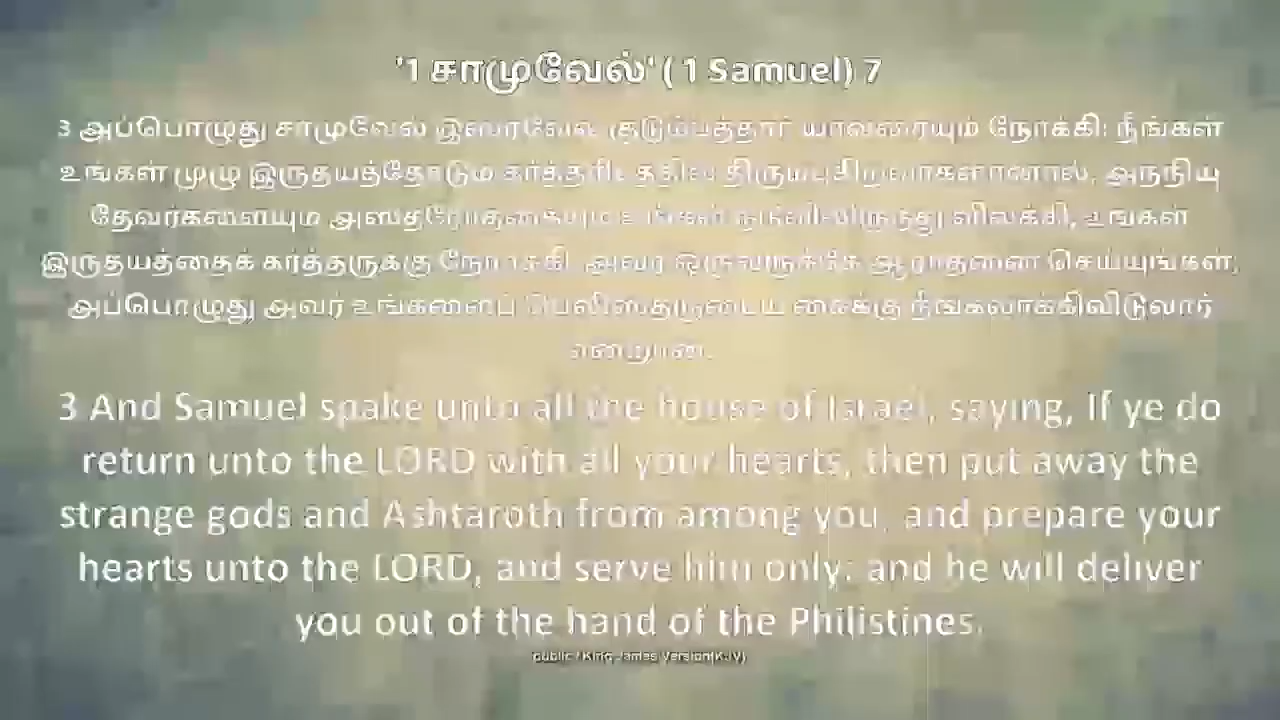 '1 சாமுவேல்' ( 1 Samuel) 7
3 அப்பொழுது சாமுவேல் இஸ்ரவேல் குடும்பத்தார் யாவரையும் நோக்கி: நீங்கள்
உங்கள் முழு இருதயத்தோடும் கர்த்தரிடத்தில் திரும்புகிறவர்களானால், அந்நிய
தேவர்களையும் அஸ்தரோத்கையும் உங்கள் நடுவிலிருந்து விலக்கி, உங்கள்
இருதயத்தைக் கர்த்தருக்கு நேராக்கி, அவர் ஒருவருக்கே ஆராதனை செய்யுங்கள்;
அப்பொழுது அவர் உங்களைப் பெலிஸ்தருடைய கைக்கு நீங்கலாக்கிவிடுவார்
என்றான்.
3 And Samuel spake unto all the house of Israel, saying, If ye do
return unto the LORD with all your hearts, then put away the
strange gods and Ashtaroth from among you, and prepare your
hearts unto the LORD, and serve him only: and he will deliver
you out of the hand of the Philistines.
public / King James Version(KJV)